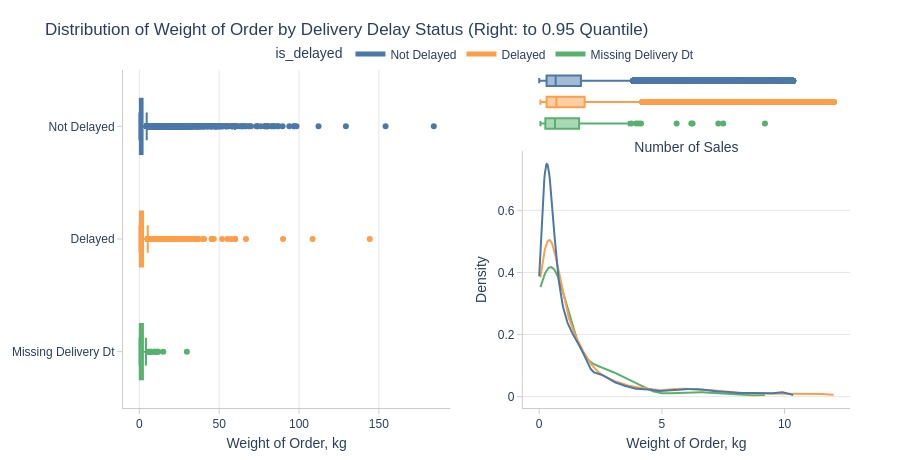 Distribution of Weight of Order by Delivery Delay Status (Right: to 0.95 Quantile)
is_delayed Not Delayed Delayed Missing Delivery Dt
Not Delayed
Delayed
Missing Delivery Dt
0 50 100 150
Weight of Order, kg
Number of Sales
0.6
0.4
0.2
0
Density
0 5 10
Weight of Order, kg